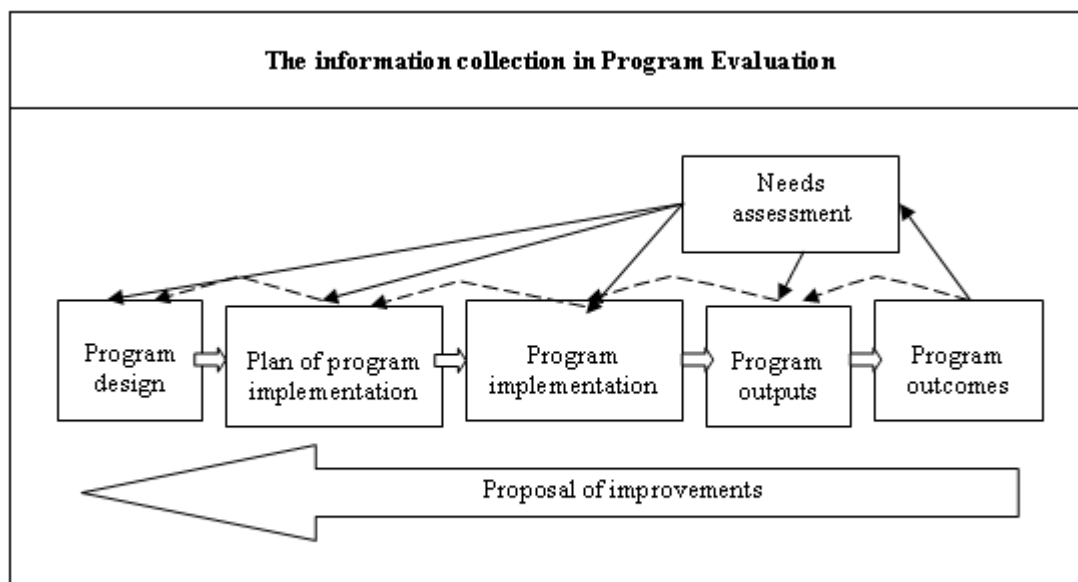 The information collection in Program Evaluation
Needs
assessment
Program
design
Plan of program
implementation
Program
implementation
Program
outputs
Program
outcomes
Proposal of improvements